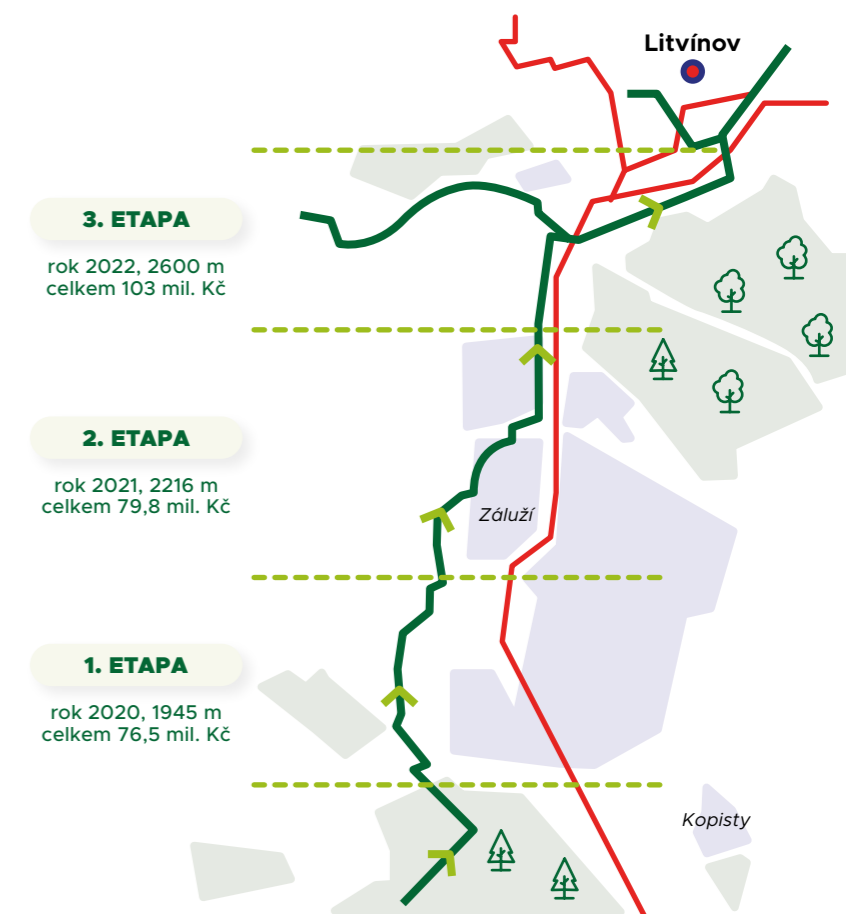 Litvínov
3. ETAPA
rok 2022, 2600 m
celkem 103 mil. Kč
2. ETAPA
rok 2021, 2216 m
celkem 79,8 mil. Kč
Záluží
1. ETAPA
rok 2020, 1945 m
celkem 76,5 mil. Kč
Kopisty